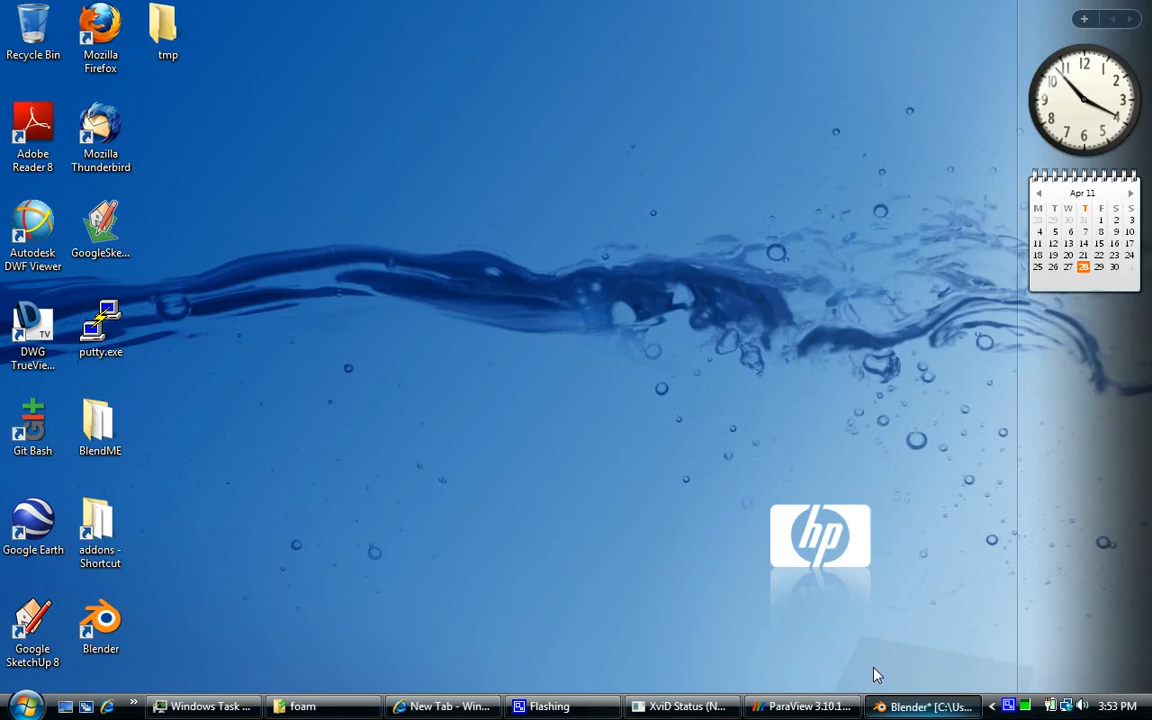 Recycle Bin
Mozilla
Firefox
tmp
Adobe
Reader 8
Mozilla
Thunderbird
Autodesk
DWF Viewer
GoogleSke...
DWG
TrueVie...
putty.exe
Git Bash
BlendME
Google Earth
addons -
Shortcut
Google
SketchUp 8
Blender
12
1
2
3
4
5
6
7
8
9
10
11
Apr 11
M T W T F S S
28 29 30 31 1 2 3
4 5 6 7 8 9 10
11 12 13 14 15 16 17
18 19 20 21 22 23 24
25 26 27 28 29 30 1
hp
Windows Task ...
foam
New Tab - Win...
Flashing
XviD Status (N...
ParaView 3.10.1...
Blender* [C:\Us...
3:53 PM